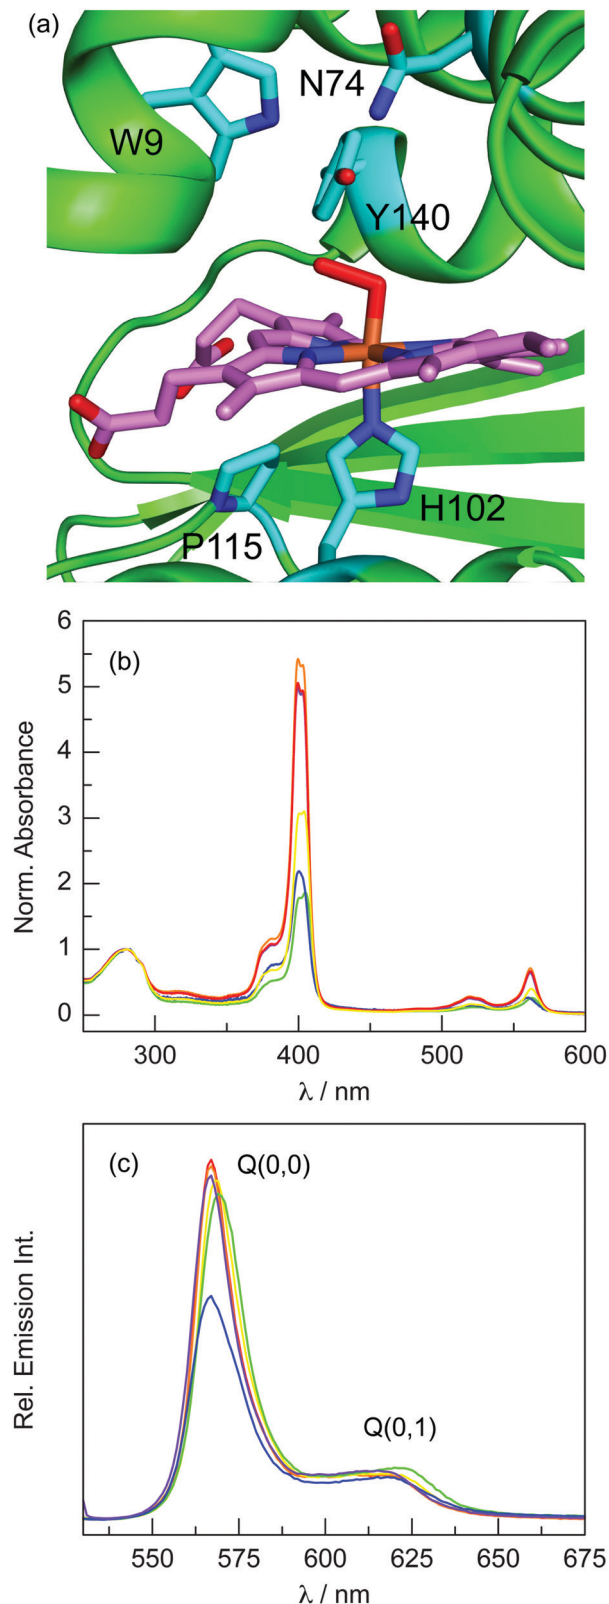 (a)
N74
W9
Y140
H102
P115
(b)
6
5
4
3
2
1
0
Norm. Absorbance
300 400 500 600
λ / nm
(c)
Q(0,0)
Q(0,1)
Rel. Emission Int.
550 575 600 625 650 675
λ / nm